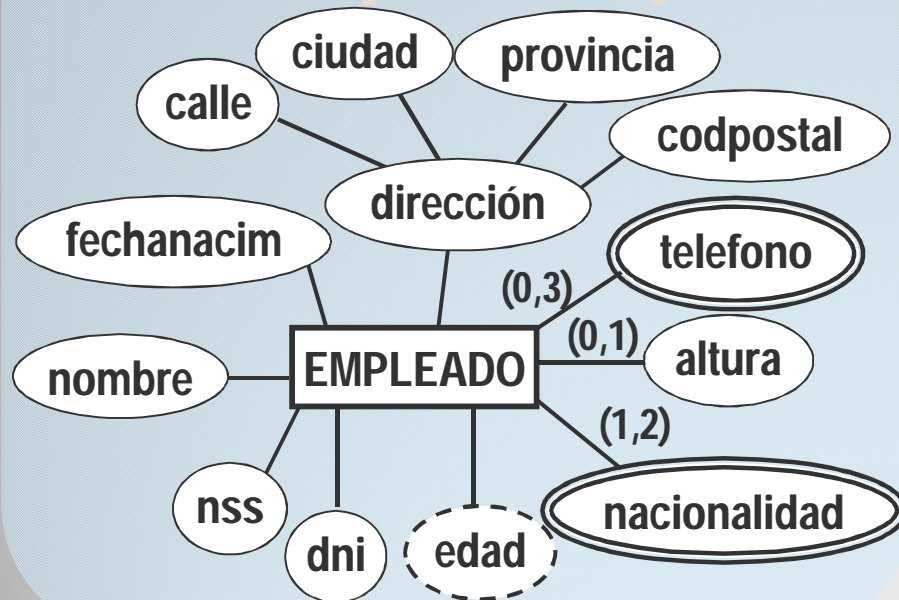 ciudad
provincia
calle
codpostal
dirección
fechanacim
telefono
(0,3)
(0,1)
altura
EMPLEADO
nombre
(1,2)
nss
nacionalidad
dni
edad